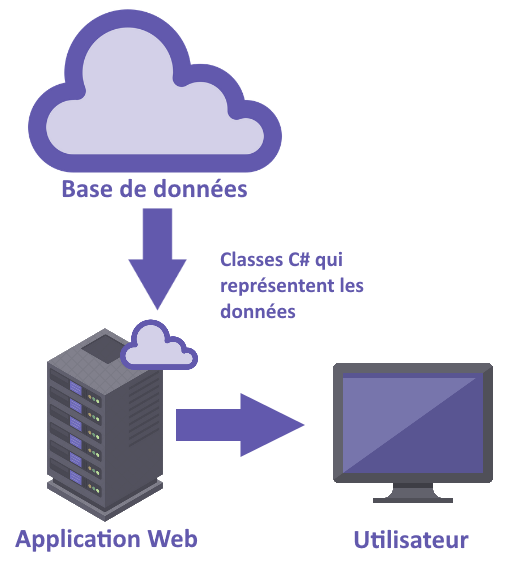 Base de données
Classes C# qui
représentent les
données
Application Web
Utilisateur